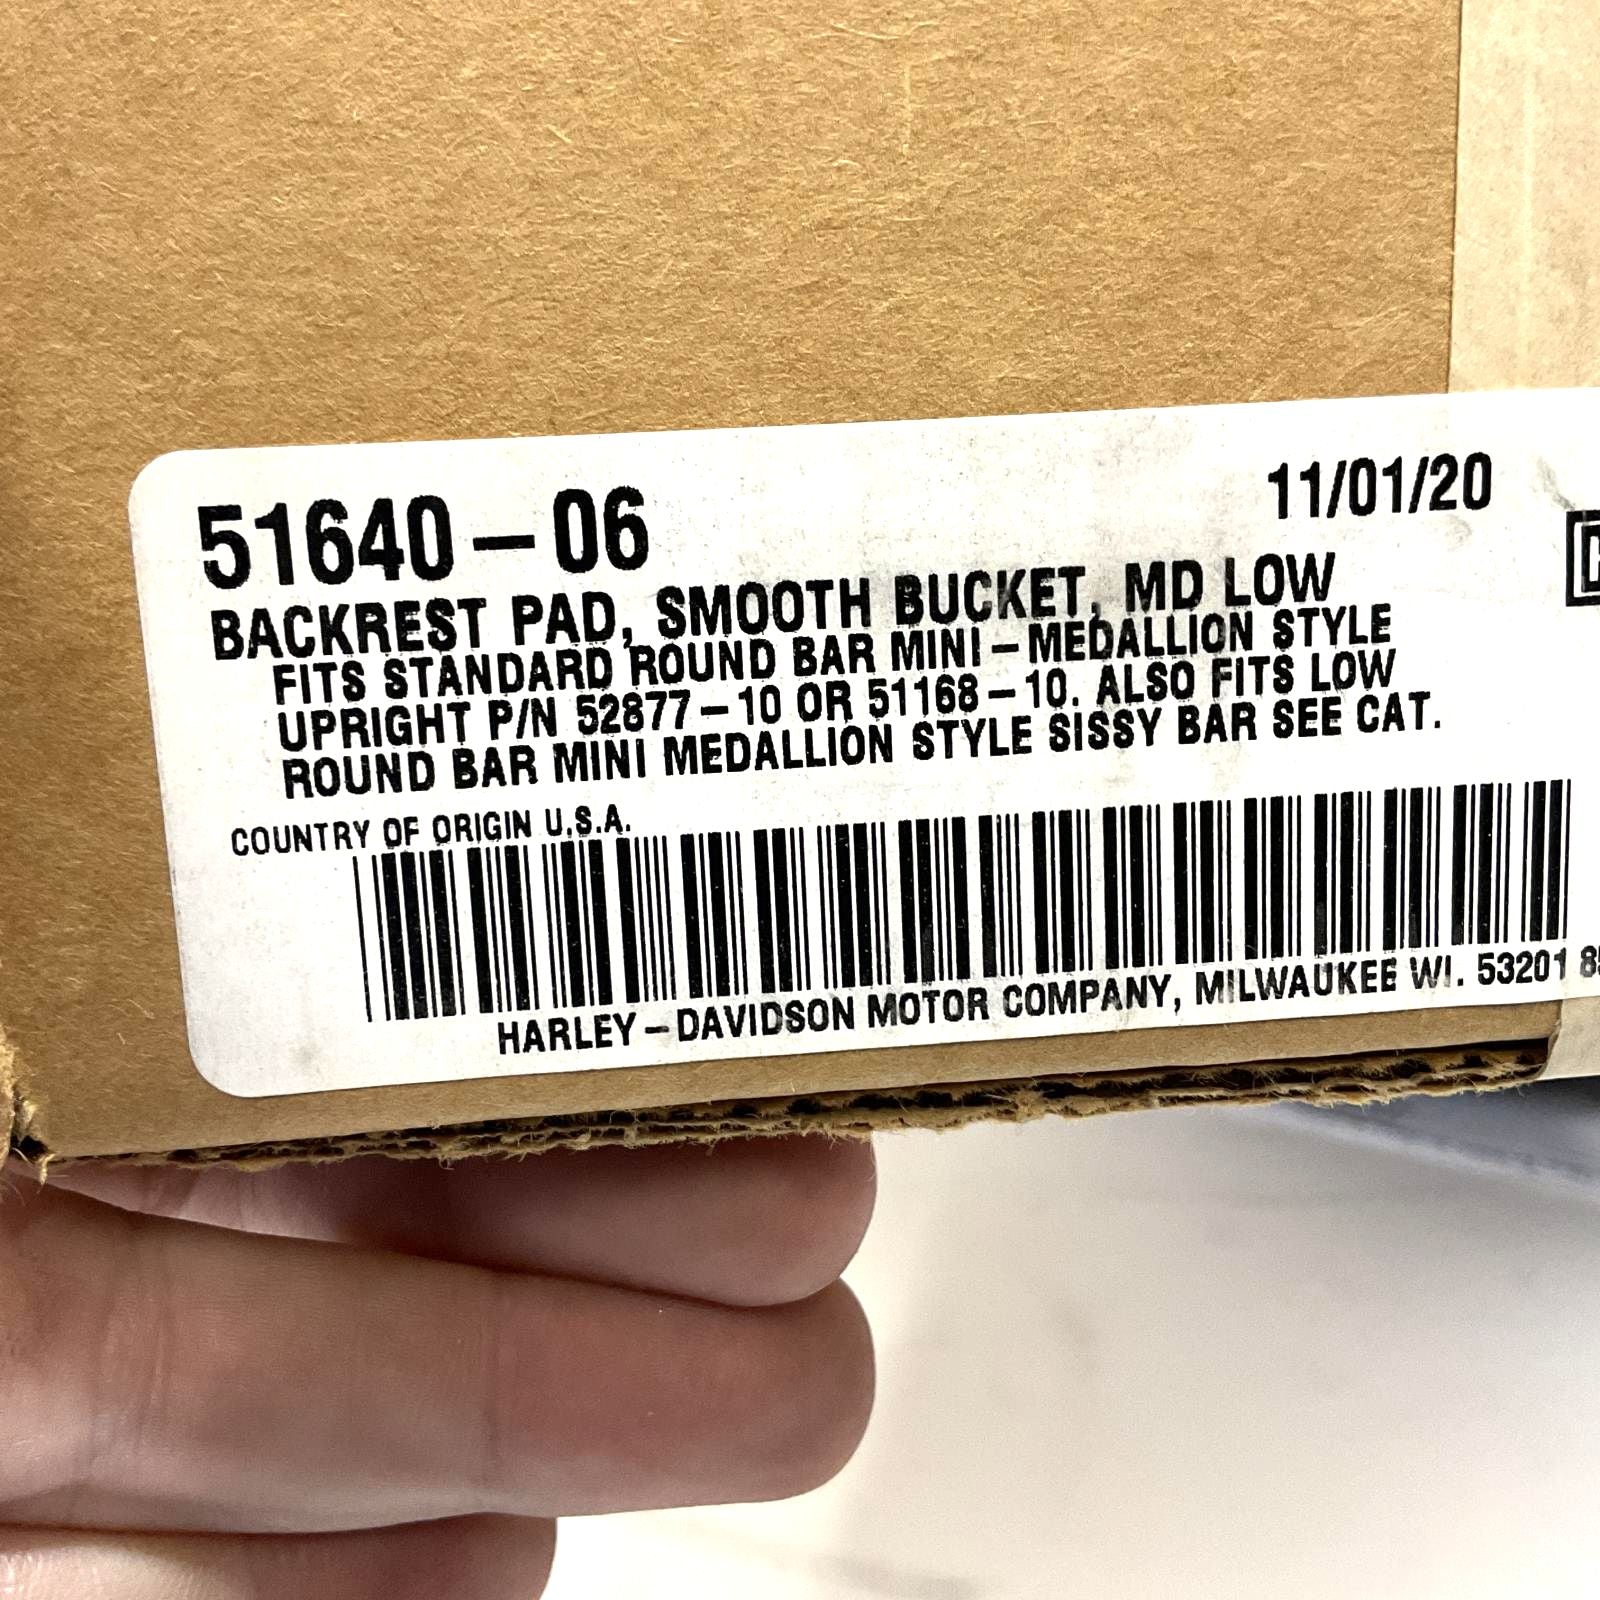 51640-06
11/01/20
BACKREST PAD, SMOOTH BUCKET, MD LOW
FITS STANDARD ROUND BAR MINI-MEDALLION STYLE
UPRIGHT P/N 52877-10 OR 51168-10. ALSO FITS LOW
ROUND BAR MINI MEDALLION STYLE SISSY BAR SEE CAT.
COUNTRY OF ORIGIN U.S.A.
HARLEY-DAVIDSON MOTOR COMPANY, MILWAUKEE WI. 53201